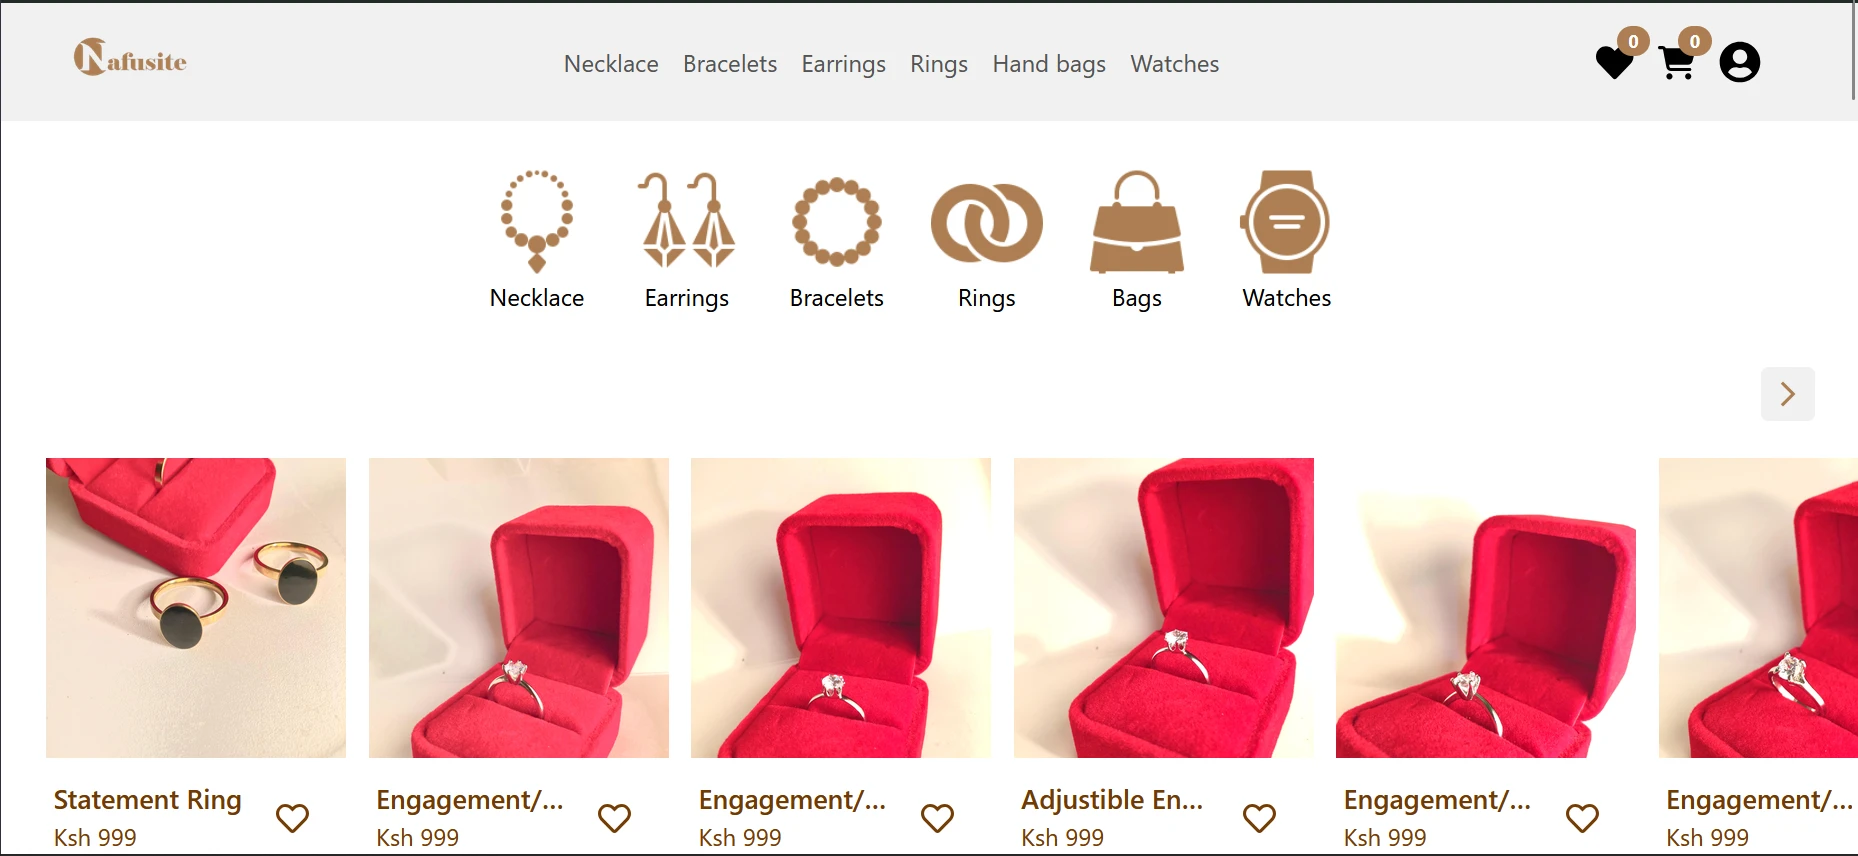 Nafusite
Necklace Bracelets Earrings Rings Hand bags Watches
0 0
Necklace Earrings Bracelets Rings Bags Watches
Statement Ring Engagement/... Engagement/... Adjustible En... Engagement/... Engagement/...
Ksh 999 Ksh 999 Ksh 999 Ksh 999 Ksh 999 Ksh 999